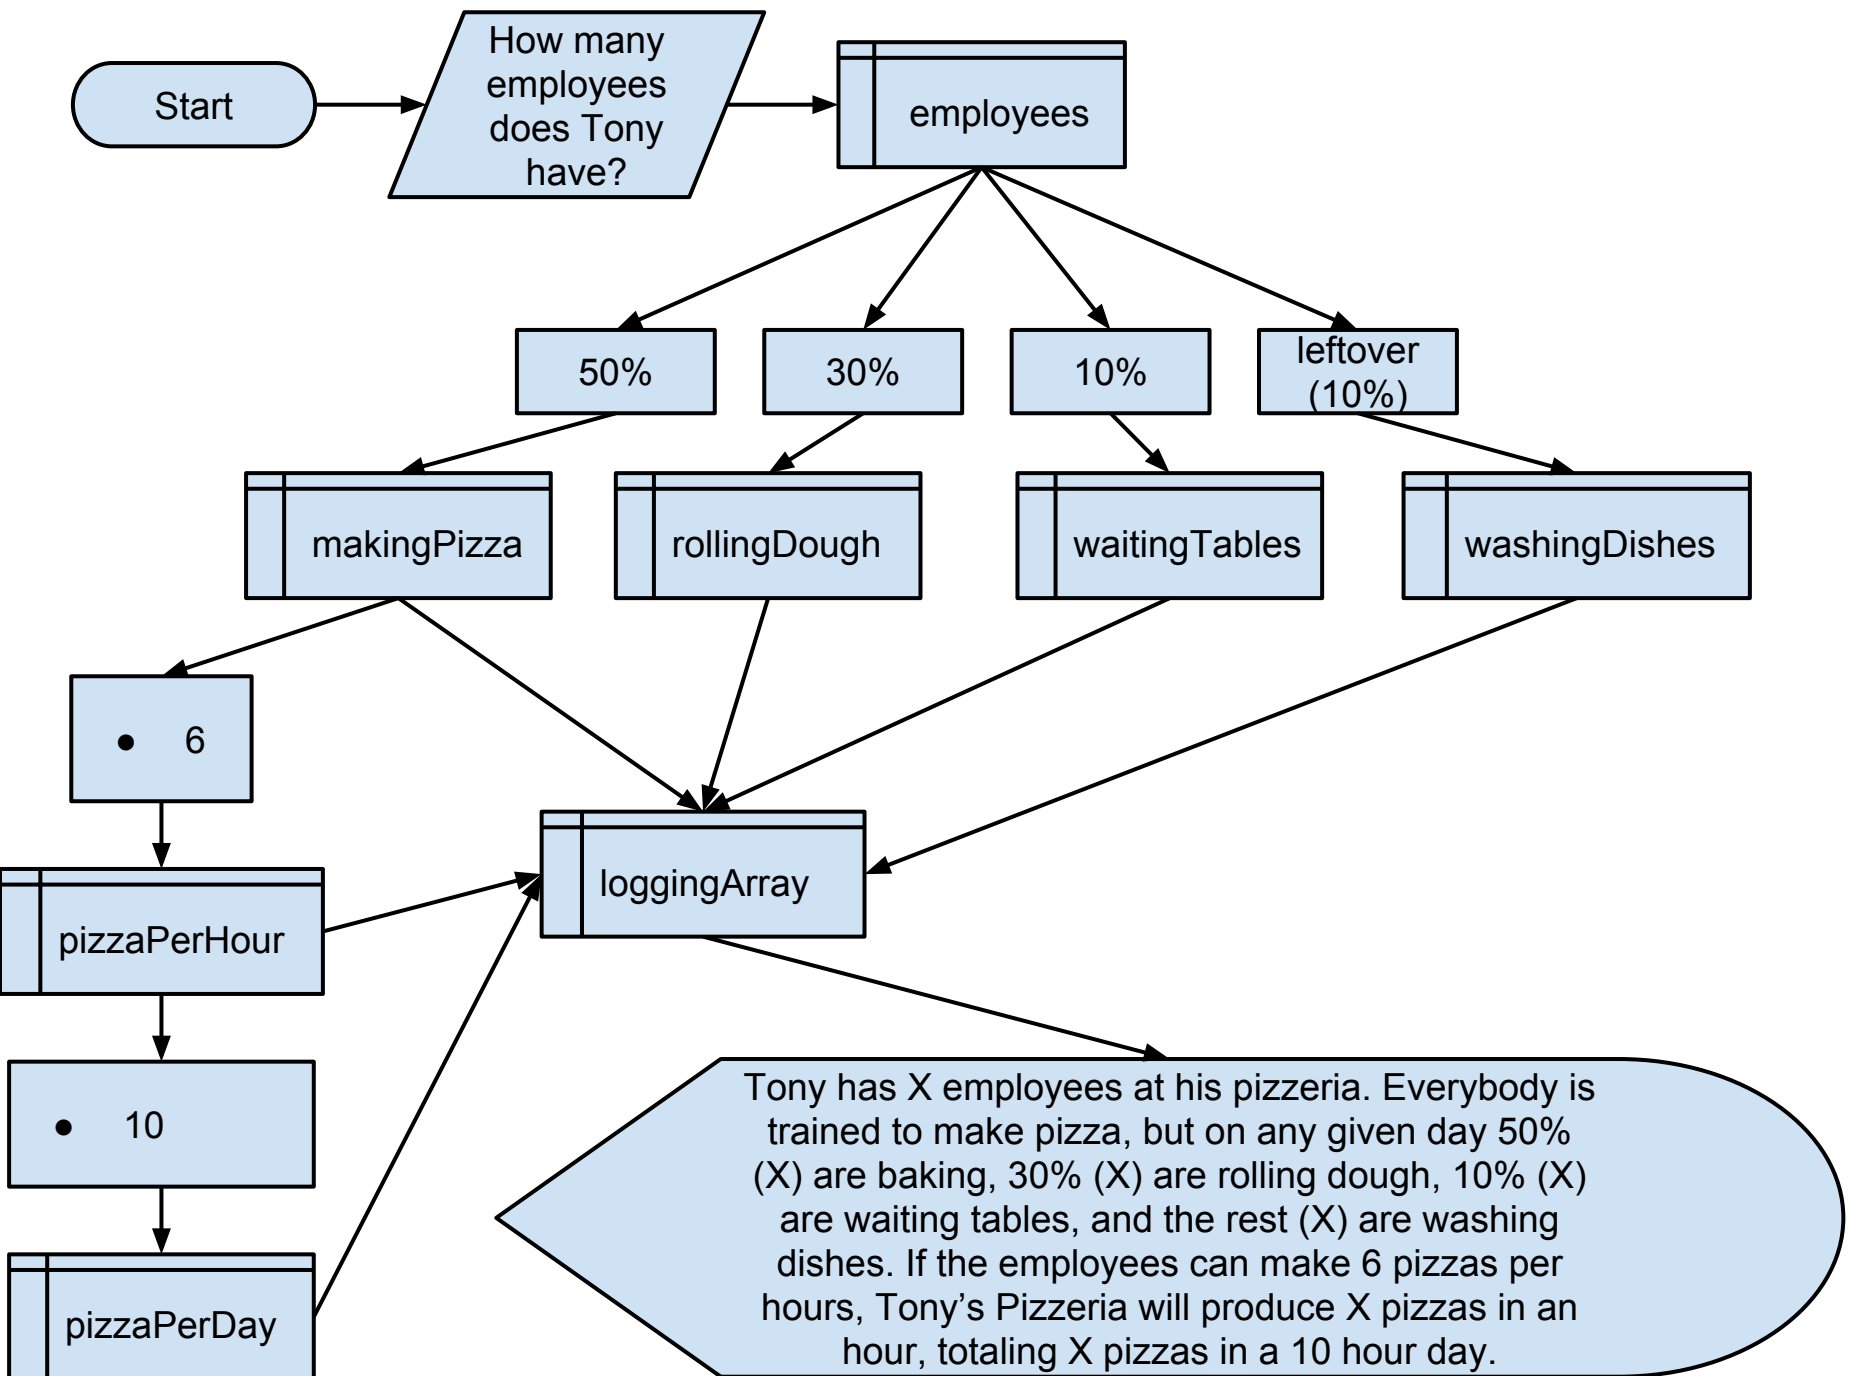 Start
How many
employees
does Tony
have?
employees
50%
30%
10%
leftover
(10%)
makingPizza
rollingDough
waitingTables
washingDishes
● 6
loggingArray
pizzaPerHour
● 10
pizzaPerDay
Tony has X employees at his pizzeria. Everybody is
trained to make pizza, but on any given day 50%
(X) are baking, 30% (X) are rolling dough, 10% (X)
are waiting tables, and the rest (X) are washing
dishes. If the employees can make 6 pizzas per
hours, Tony’s Pizzeria will produce X pizzas in an
hour, totaling X pizzas in a 10 hour day.